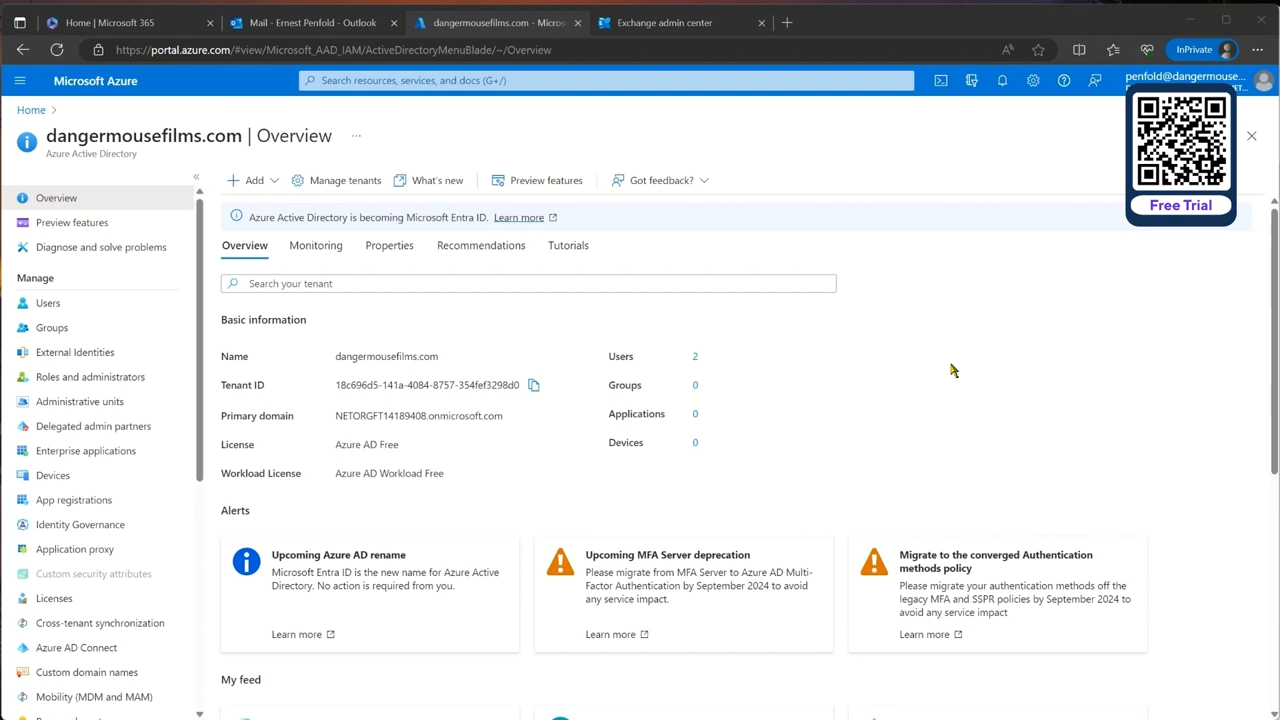 Home | Microsoft 365
Mail - Ernest Penfold - Outlook
dangermousefilms.com - Micros
Exchange admin center
https://portal.azure.com/#view/Microsoft_AAD_IAM/ActiveDirectoryMenuBlade/~/Overview
InPrivate
Microsoft Azure
Search resources, services, and docs (G+/)
penfold@dangermouse...
Home >
dangermousefilms.com | Overview ...
Azure Active Directory
Free Trial
Add
Manage tenants
What's new
Preview features
Got feedback?
Overview
Preview features
Diagnose and solve problems
Manage
Users
Groups
External Identities
Roles and administrators
Administrative units
Delegated admin partners
Enterprise applications
Devices
App registrations
Identity Governance
Application proxy
Custom security attributes
Licenses
Cross-tenant synchronization
Azure AD Connect
Custom domain names
Mobility (MDM and MAM)
Azure Active Directory is becoming Microsoft Entra ID. Learn more
Overview
Monitoring
Properties
Recommendations
Tutorials
Search your tenant
Basic information
Name dangermousefilms.com
Users 2
Tenant ID 18c696d5-141a-4084-8757-354fef3298d0
Groups 0
Primary domain NETORGFT14189408.onmicrosoft.com
Applications 0
License Azure AD Free
Devices 0
Workload License Azure AD Workload Free
Alerts
Upcoming Azure AD rename
Microsoft Entra ID is the new name for Azure Active
Directory. No action is required from you.
Learn more
Upcoming MFA Server deprecation
Please migrate from MFA Server to Azure AD Multi-
Factor Authentication by September 2024 to avoid
any service impact.
Learn more
Migrate to the converged Authentication
methods policy
Please migrate your authentication methods off the
legacy MFA and SSPR policies by September 2024 to
avoid any service impact
Learn more
My feed